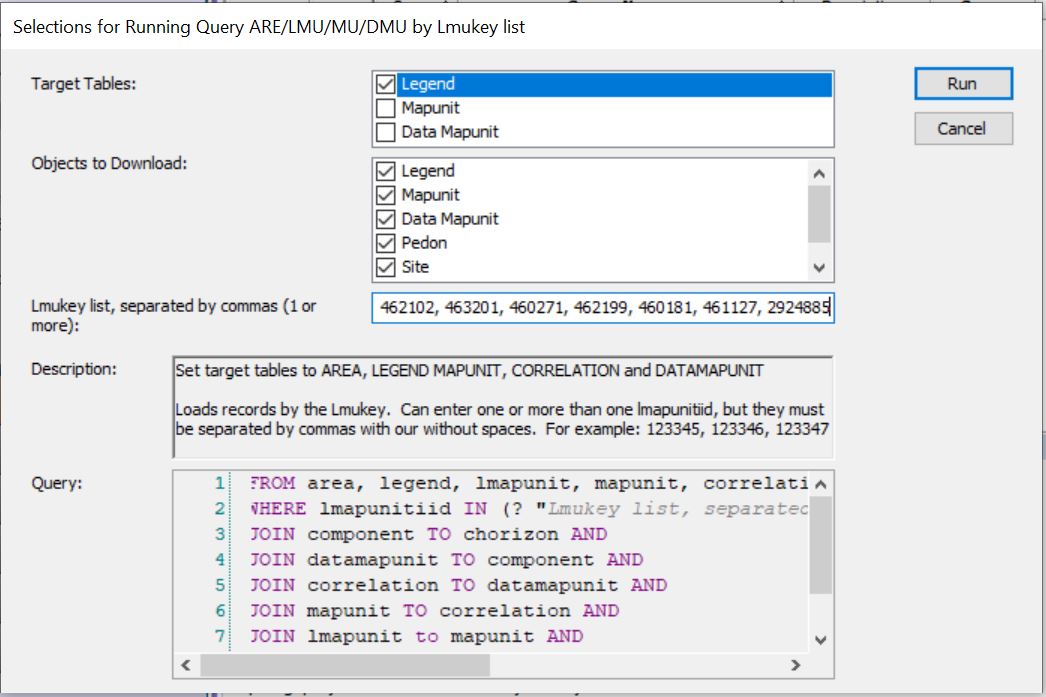 Selections for Running Query ARE/LMU/MU/DMU by Lmukey list
Target Tables:
Legend
Mapunit
Data Mapunit
Run
Cancel
Objects to Download:
Legend
Mapunit
Data Mapunit
Pedon
Site
Lmukey list, separated by commas (1 or
more):
462102, 463201, 460271, 462199, 460181, 461127, 2924885
Description:
Set target tables to AREA, LEGEND MAPUNIT, CORRELATION and DATAMAPUNIT
Loads records by the Lmukey.  Can enter one or more than one lmapunitiid, but they must
be separated by commas with our without spaces.  For example: 123345, 123346, 123347
Query:
1 FROM area, legend, lmapunit, mapunit, correlati
2 WHERE lmapunitiid IN (? "Lmukey list, separated
3 JOIN component TO chorizon AND
4 JOIN datamapunit TO component AND
5 JOIN correlation TO datamapunit AND
6 JOIN mapunit TO correlation AND
7 JOIN lmapunit to mapunit AND